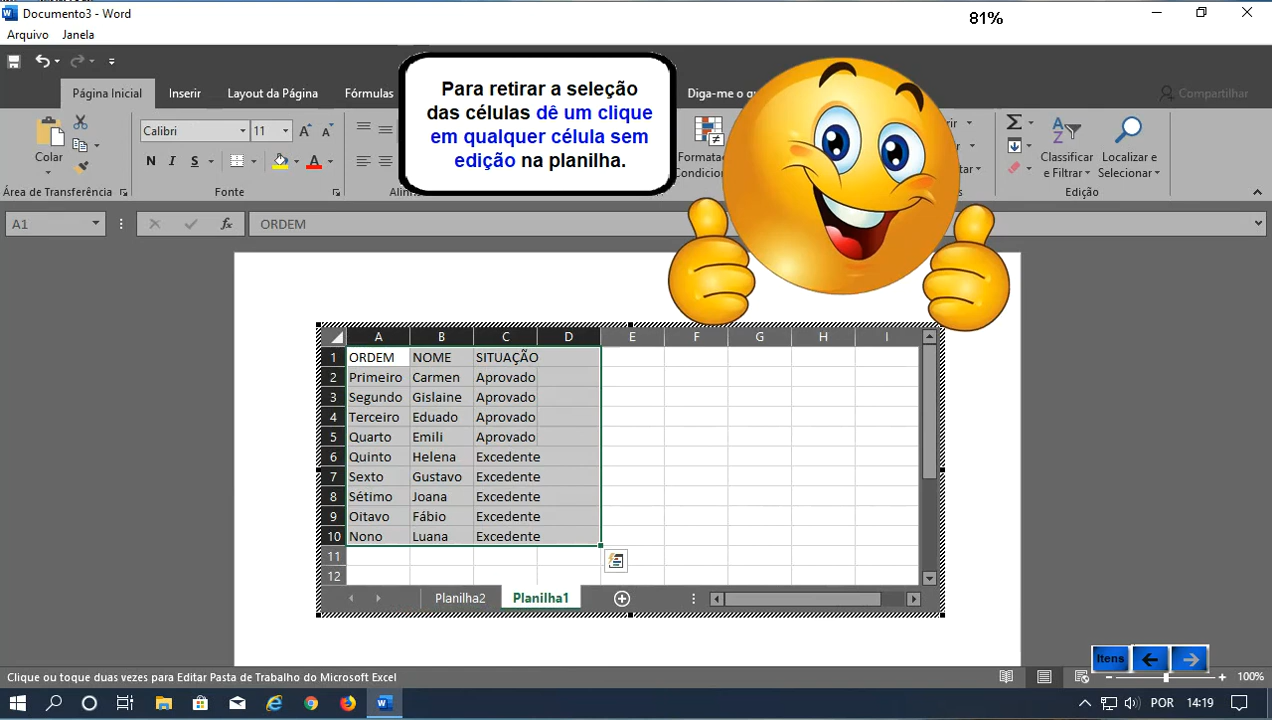 Documento3 - Word
81%
Arquivo Janela
Página Inicial Inserir Layout da Página Fórmulas Diga-me o Compartilhar
Para retirar a seleção
das células dê um clique
em qualquer célula sem
edição na planilha.
Calibri 11
N I S A
Colar
Classificar
e Filtrar
Localizar e
Selecionar
Área de Transferência Fonte Edição
A1 fx ORDEM
A B C D E F G H I
1 ORDEM NOME SITUAÇÃO
2 Primeiro Carmen Aprovado
3 Segundo Gislaine Aprovado
4 Terceiro Eduado Aprovado
5 Quarto Emili Aprovado
6 Quinto Helena Excedente
7 Sexto Gustavo Excedente
8 Sétimo Joana Excedente
9 Oitavo Fábio Excedente
10 Nono Luana Excedente
11
12
Planilha2 Planilha1
Itens
Clique ou toque duas vezes para Editar Pasta de Trabalho do Microsoft Excel
100%
POR 14:19